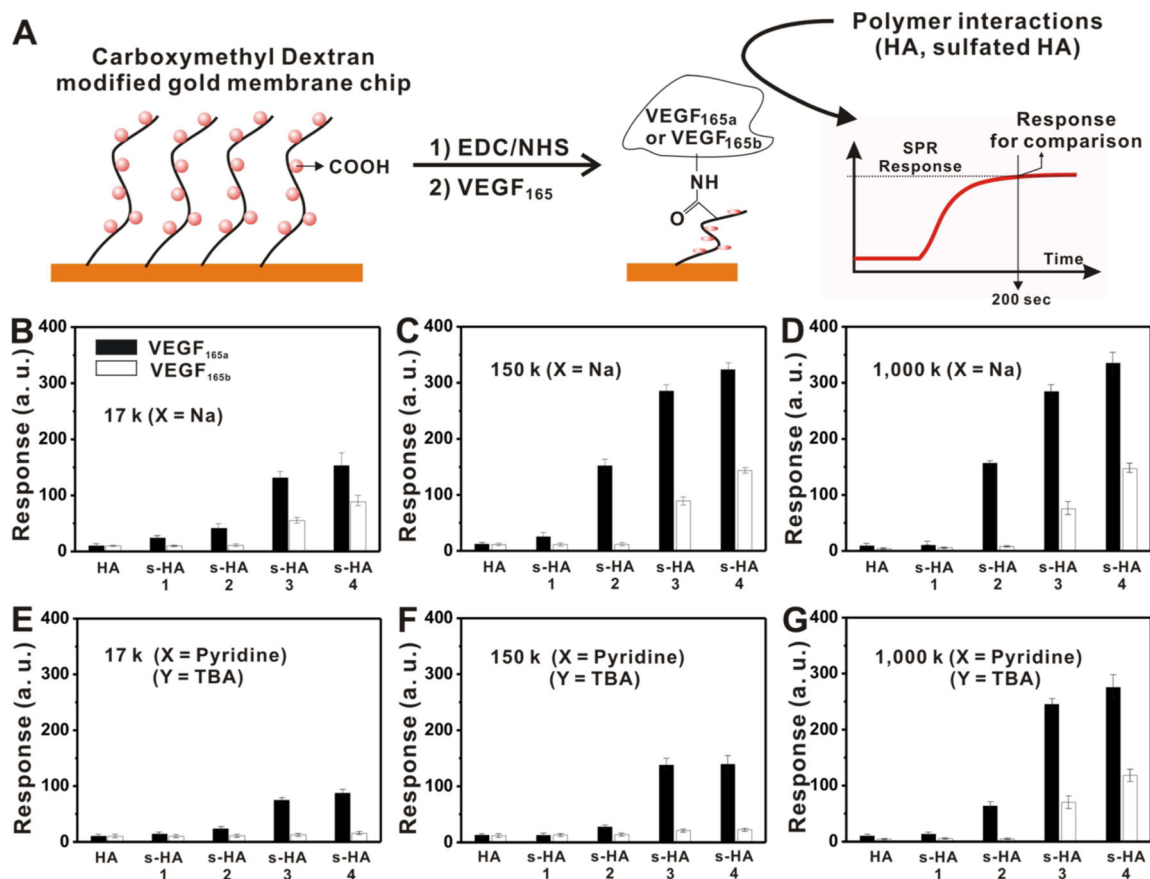 A
Carboxymethyl Dextran
modified gold membrane chip
COOH
1) EDC/NHS
2) VEGF165
VEGF165a
or VEGF165b
NH
O
Polymer interactions
(HA, sulfated HA)
Response
for comparison
SPR
Response
Time
200 sec
B
Response (a. u.)
400
300
200
100
0
VEGF165a
VEGF165b
17 k (X = Na)
HA s-HA s-HA s-HA s-HA
1 2 3 4
C
Response (a. u.)
400
300
200
100
0
150 k (X = Na)
HA s-HA s-HA s-HA s-HA
1 2 3 4
D
Response (a. u.)
400
300
200
100
0
1,000 k (X = Na)
HA s-HA s-HA s-HA s-HA
1 2 3 4
E
Response (a. u.)
400
300
200
100
0
17 k (X = Pyridine)
(Y = TBA)
HA s-HA s-HA s-HA s-HA
1 2 3 4
F
Response (a. u.)
400
300
200
100
0
150 k (X = Pyridine)
(Y = TBA)
HA s-HA s-HA s-HA s-HA
1 2 3 4
G
Response (a. u.)
400
300
200
100
0
1,000 k (X = Pyridine)
(Y = TBA)
HA s-HA s-HA s-HA s-HA
1 2 3 4